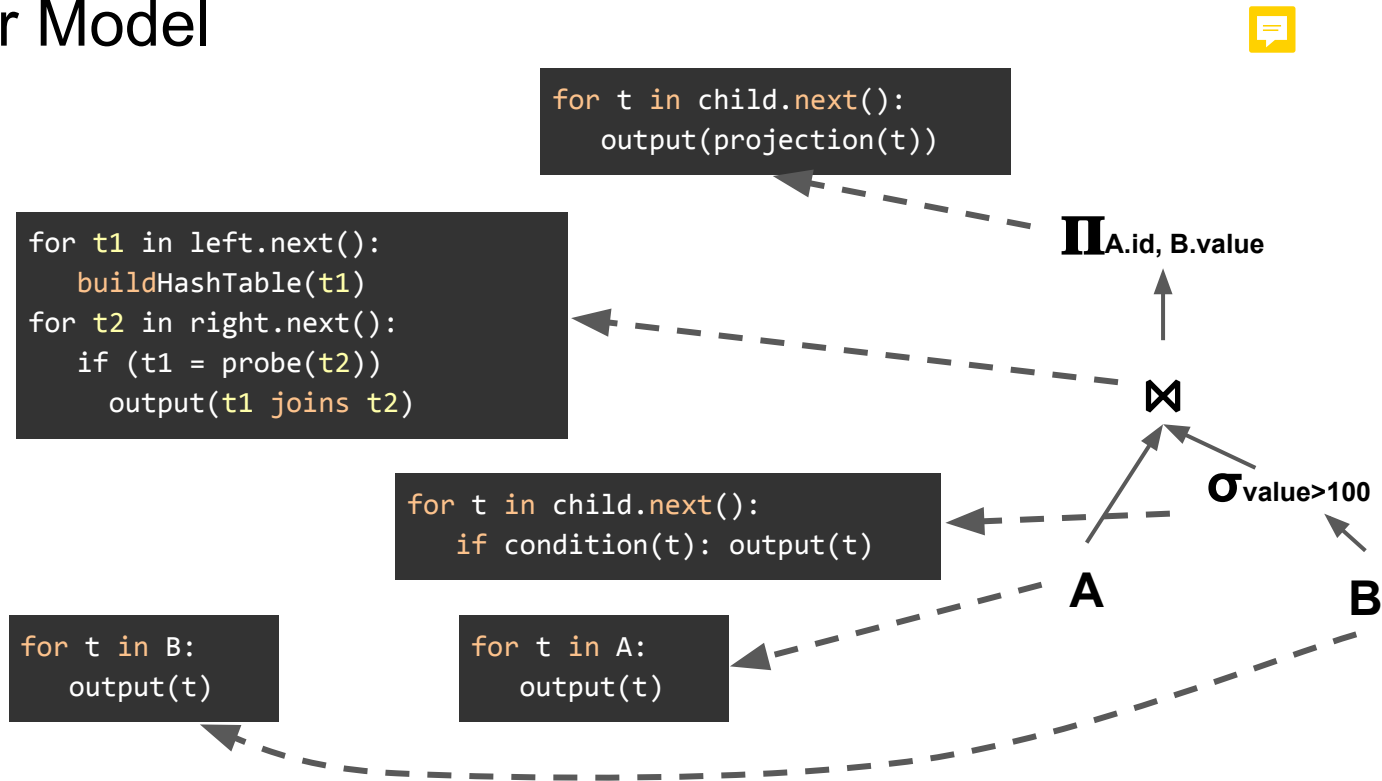 r Model
for t in child.next():
output(projection(t))
∏A.id, B.value
for t1 in left.next():
buildHashTable(t1)
for t2 in right.next():
if (t1 = probe(t2))
output(t1 joins t2)
⋈
σvalue>100
for t in child.next():
if condition(t): output(t)
A
B
for t in B:
output(t)
for t in A:
output(t)